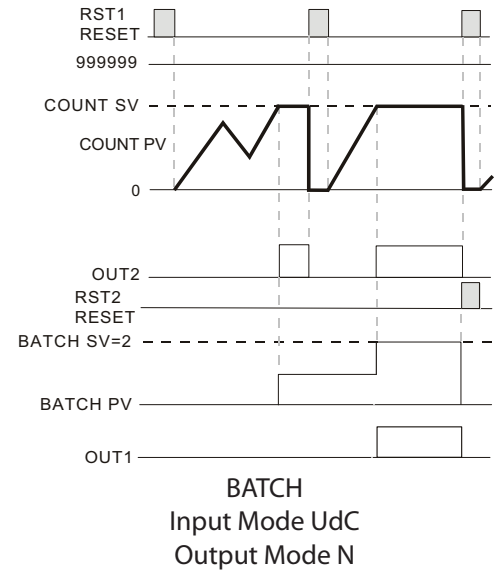 RST1
RESET
999999
COUNT SV
COUNT PV
0
OUT2
RST2
RESET
BATCH SV=2
BATCH PV
OUT1
BATCH
Input Mode UdC
Output Mode N